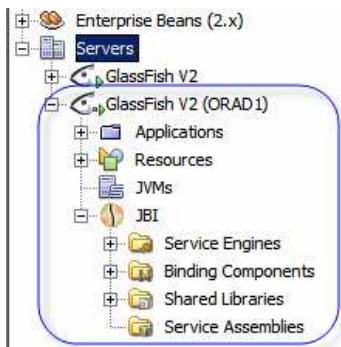 Enterprise Beans (2.x)
Servers
GlassFish V2
GlassFish V2 (ORAD1)
Applications
Resources
JVMs
JBI
Service Engines
Binding Components
Shared Libraries
Service Assemblies